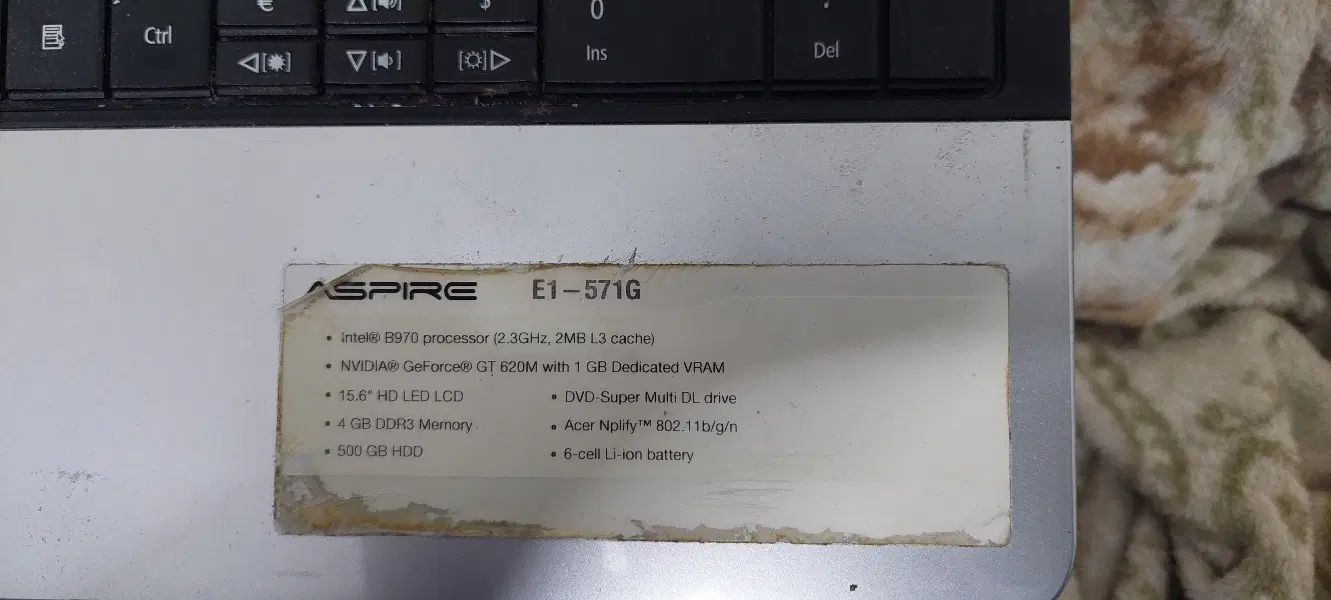 € $ 0
Ctrl Ins Del
ASPIRE E1-571G
• Intel® B970 processor (2.3GHz, 2MB L3 cache)
• NVIDIA® GeForce® GT 620M with 1 GB Dedicated VRAM
• 15.6" HD LED LCD • DVD-Super Multi DL drive
• 4 GB DDR3 Memory • Acer Nplify™ 802.11b/g/n
• 500 GB HDD • 6-cell Li-ion battery